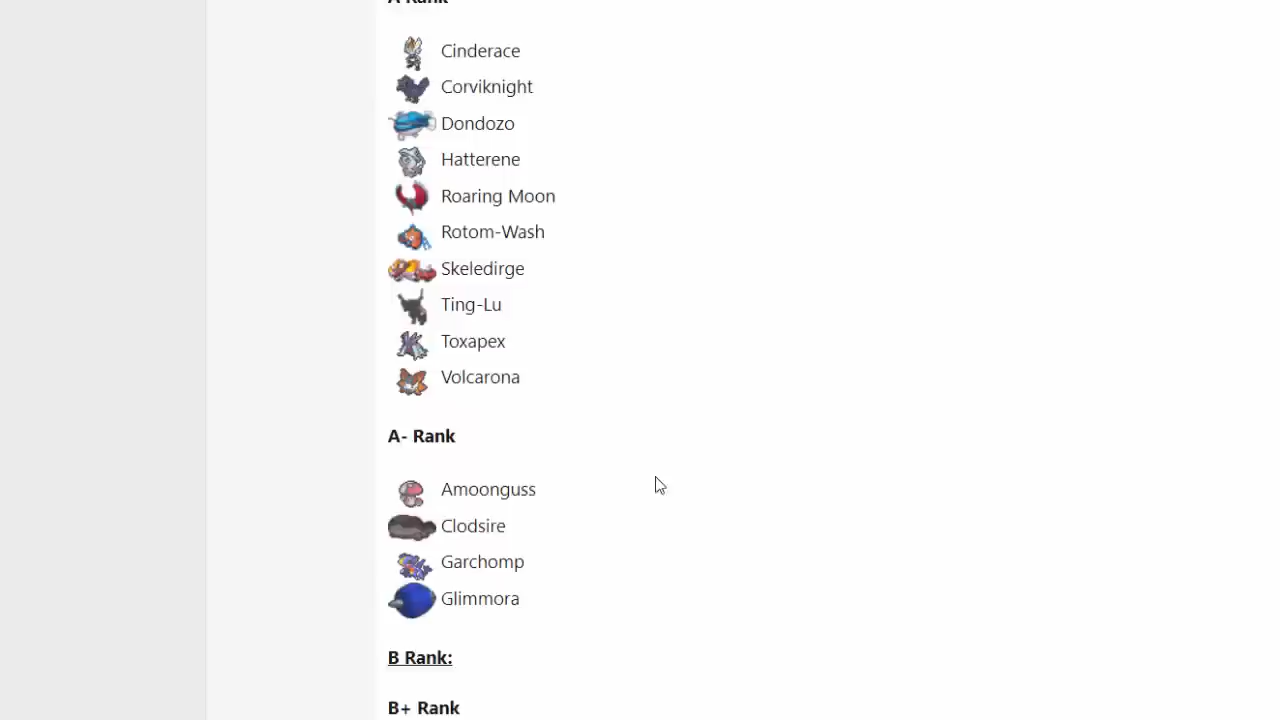 A Rank
Cinderace
Corviknight
Dondozo
Hatterene
Roaring Moon
Rotom-Wash
Skeledirge
Ting-Lu
Toxapex
Volcarona
A- Rank
Amoonguss
Clodsire
Garchomp
Glimmora
B Rank:
B+ Rank